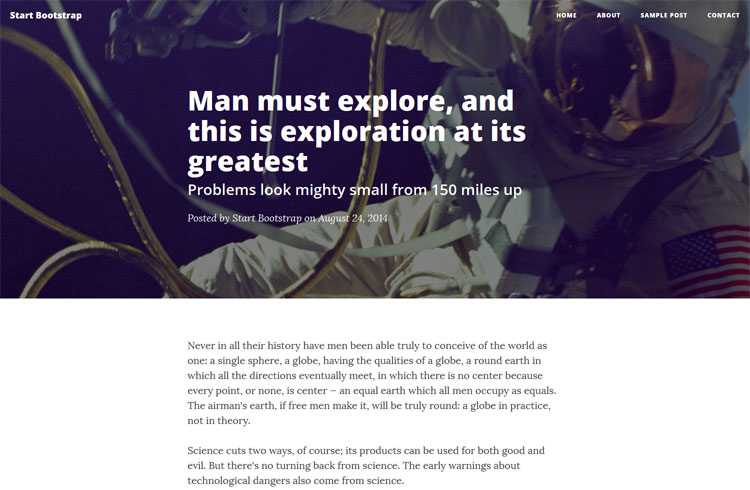 Start Bootstrap
HOME ABOUT SAMPLE POST CONTACT
Man must explore, and
this is exploration at its
greatest
Problems look mighty small from 150 miles up
Posted by Start Bootstrap on August 24, 2014
Never in all their history have men been able truly to conceive of the world as
one: a single sphere, a globe, having the qualities of a globe, a round earth in
which all the directions eventually meet, in which there is no center because
every point, or none, is center — an equal earth which all men occupy as equals.
The airman's earth, if free men make it, will be truly round: a globe in practice,
not in theory.
Science cuts two ways, of course; its products can be used for both good and
evil. But there's no turning back from science. The early warnings about
technological dangers also come from science.